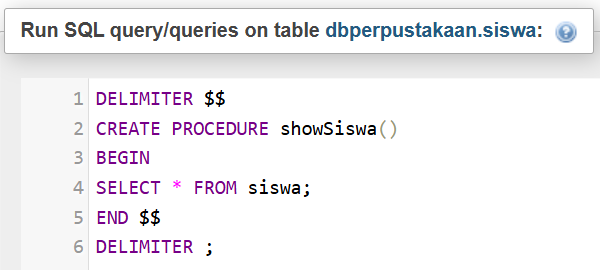 Run SQL query/queries on table dbperpustakaan.siswa:
1 DELIMITER $$
2 CREATE PROCEDURE showSiswa()
3 BEGIN
4 SELECT * FROM siswa;
5 END $$
6 DELIMITER ;